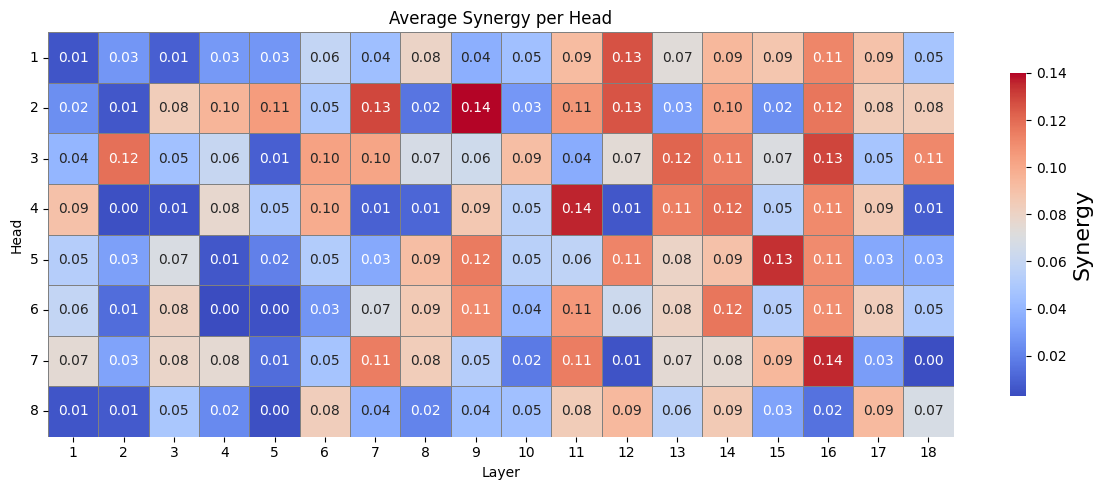 Average Synergy per Head
1 0.01 0.03 0.01 0.03 0.03 0.06 0.04 0.08 0.04 0.05 0.09 0.13 0.07 0.09 0.09 0.11 0.09 0.05
2 0.02 0.01 0.08 0.10 0.11 0.05 0.13 0.02 0.14 0.03 0.11 0.13 0.03 0.10 0.02 0.12 0.08 0.08
3 0.04 0.12 0.05 0.06 0.01 0.10 0.10 0.07 0.06 0.09 0.04 0.07 0.12 0.11 0.07 0.13 0.05 0.11
4 0.09 0.00 0.01 0.08 0.05 0.10 0.01 0.01 0.09 0.05 0.14 0.01 0.11 0.12 0.05 0.11 0.09 0.01
5 0.05 0.03 0.07 0.01 0.02 0.05 0.03 0.09 0.12 0.05 0.06 0.11 0.08 0.09 0.13 0.11 0.03 0.03
6 0.06 0.01 0.08 0.00 0.00 0.03 0.07 0.09 0.11 0.04 0.11 0.06 0.08 0.12 0.05 0.11 0.08 0.05
7 0.07 0.03 0.08 0.08 0.01 0.05 0.11 0.08 0.05 0.02 0.11 0.01 0.07 0.08 0.09 0.14 0.03 0.00
8 0.01 0.01 0.05 0.02 0.00 0.08 0.04 0.02 0.04 0.05 0.08 0.09 0.06 0.09 0.03 0.02 0.09 0.07
1 2 3 4 5 6 7 8 9 10 11 12 13 14 15 16 17 18
Layer
Head
0.14
0.12
0.10
0.08
0.06
0.04
0.02
Synergy